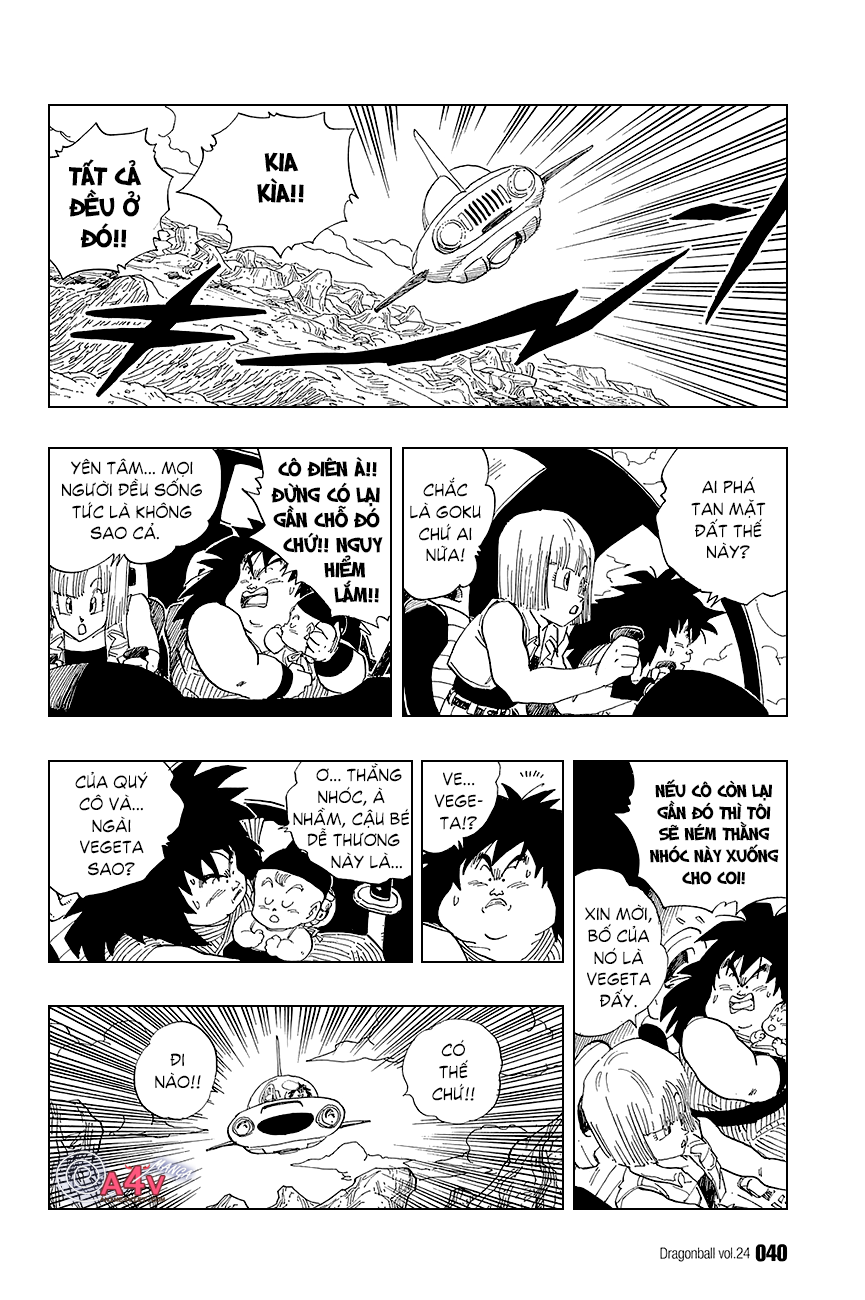 KIA
KÌA!!
TẤT CẢ
ĐỀU Ở
ĐÓ!!
AI PHÁ
TAN MẶT
ĐẤT THẾ
NÀY?
CHẮC
LÀ GOKU
CHỨ AI
NỮA!
CÔ ĐIÊN À!!
ĐỪNG CÓ LẠI
GẦN CHỖ ĐÓ
CHỨ!! NGUY
HIỂM
LẮM!!
YÊN TÂM... MỌI
NGƯỜI ĐỀU SỐNG
TỨC LÀ KHÔNG
SAO CẢ.
NẾU CÔ CÒN LẠI
GẦN ĐÓ THÌ TÔI
SẼ NÉM THẰNG
NHÓC NÀY XUỐNG
CHO COI!
XIN MỜI,
BỐ CỦA
NÓ LÀ
VEGETA
ĐẤY.
VE...
VEGE-
TA!?
Ơ... THẰNG
NHÓC, À
NHẦM, CẬU BÉ
DỄ THƯƠNG
NÀY LÀ...
CỦA QUÝ
CÔ VÀ...
NGÀI
VEGETA
SAO?
CÓ
THẾ
CHỨ!!
ĐI
NÀO!!
A4V
MANGA
Dragonball vol.24 040